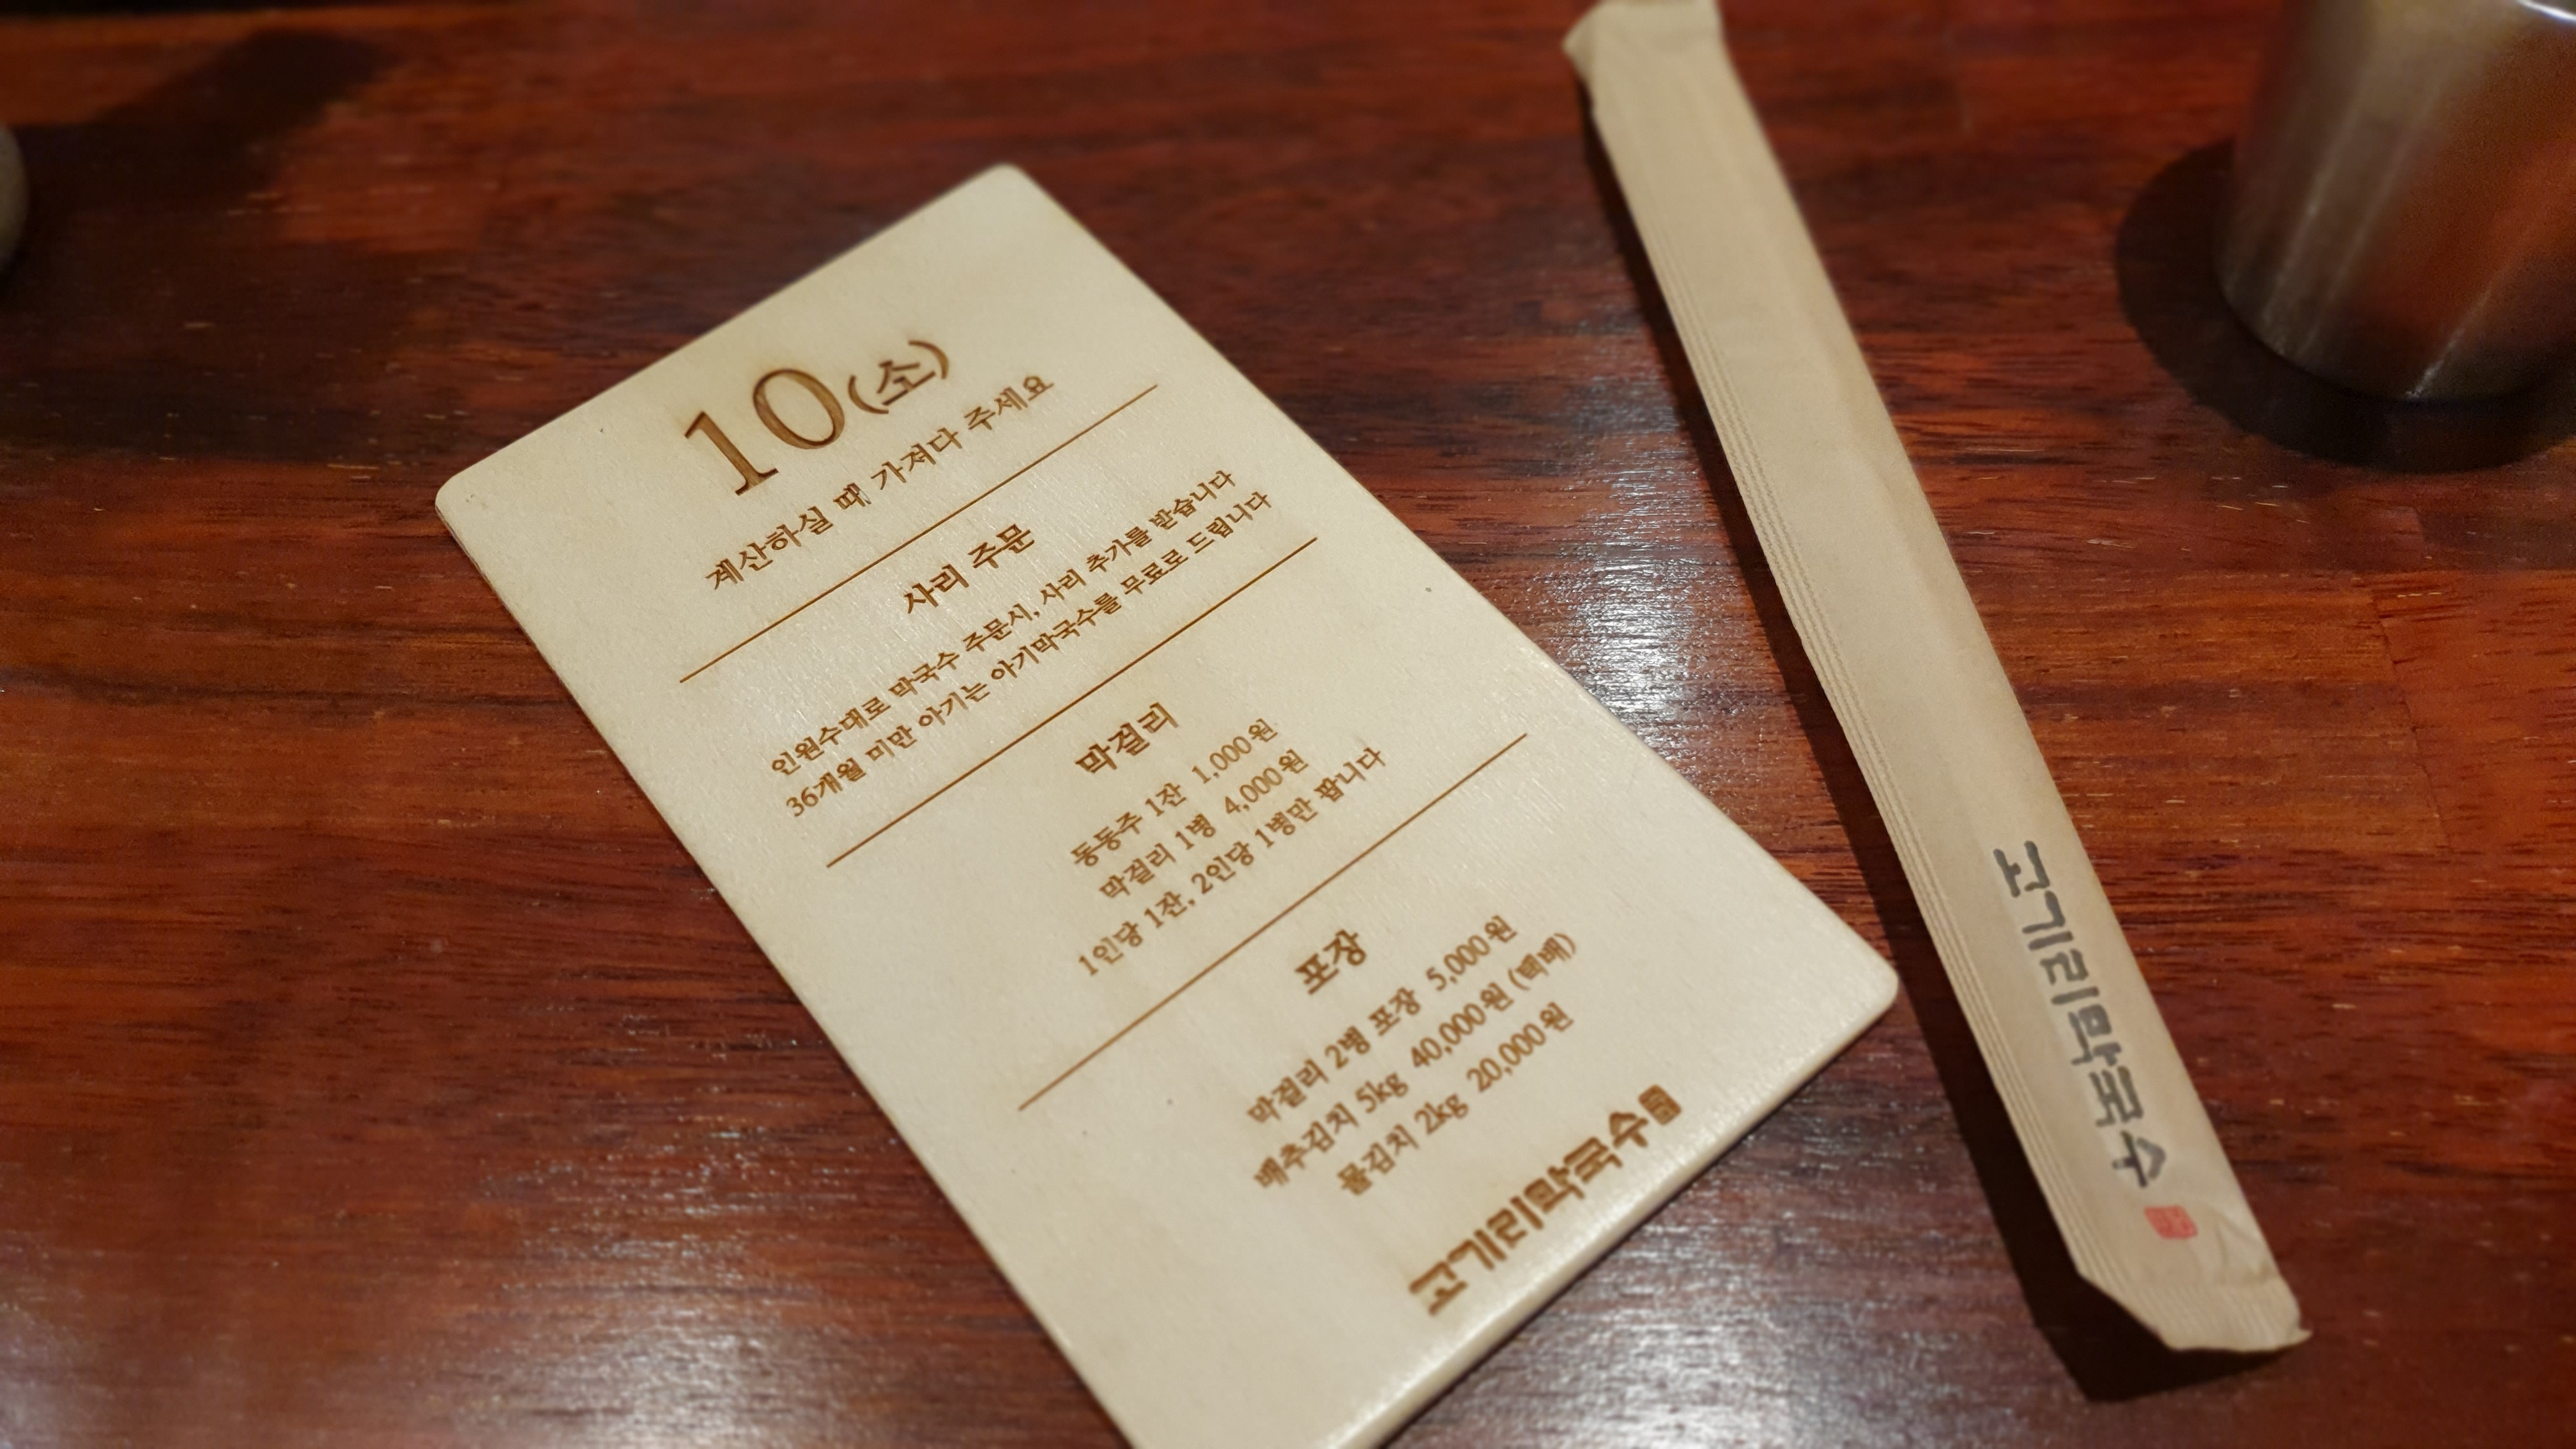 10(소)
계산하실 때 가져다 주세요
사리 주문
인원수대로 막국수 주문시, 사리 추가를 받습니다
36개월 미만 아기는 아기막국수를 무료로 드립니다
막걸리
동동주 1잔 1,000원
막걸리 1병 4,000원
1인당 1잔, 2인당 1병만 팝니다
포장
막걸리 2병 포장 5,000원
배추김치 5kg 40,000원 (택배)
물김치 2kg 20,000원
고기리막국수
고기리막국수